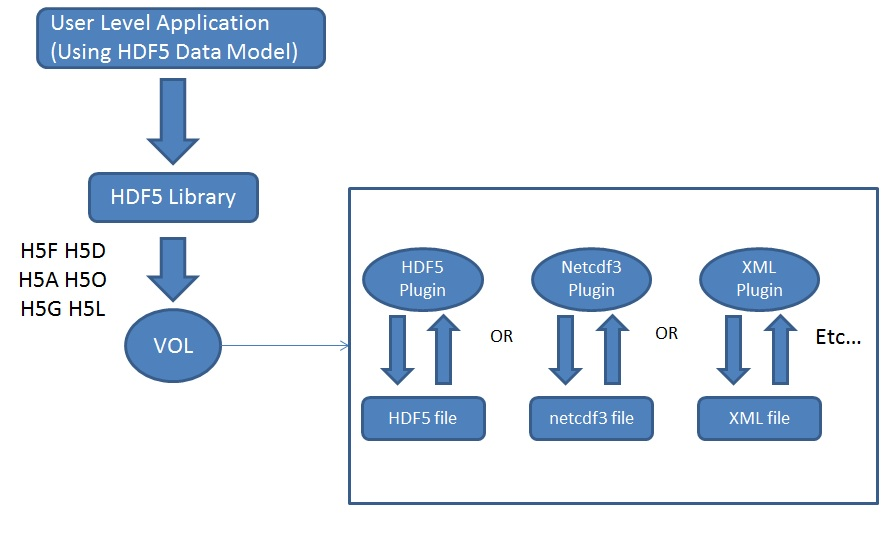 User Level Application
(Using HDF5 Data Model)
HDF5 Library
H5F H5D
H5A H5O
H5G H5L
VOL
HDF5
Plugin
OR
Netcdf3
Plugin
OR
XML
Plugin
Etc...
HDF5 file
netcdf3 file
XML file